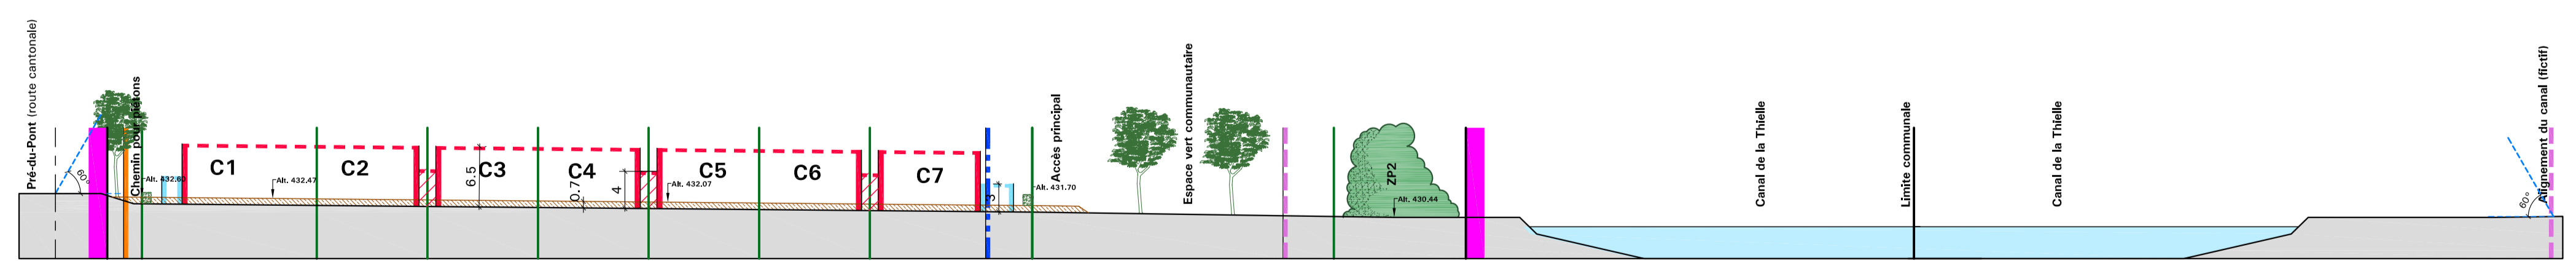 Pré-du-Pont (route cantonale)
60°
Chemin pour piétons
Alt. 432.60
C1
Alt. 432.47
C2
6.5
C3
C4
0.7
4
C5
Alt. 432.07
C6
C7
3
Alt. 431.70
Accès principal
Espace vert communautaire
ZP2
Alt. 430.44
Canal de la Thielle
Limite communale
Canal de la Thielle
60°
Alignement du canal (fictif)